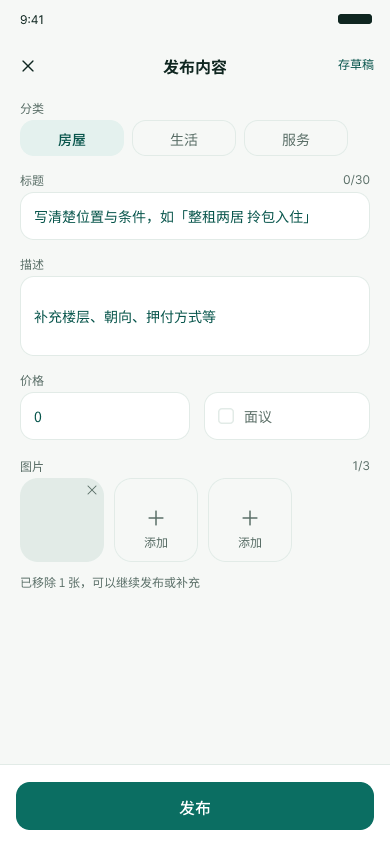 9:41
发布内容
存草稿
分类
房屋
生活
服务
标题
0/30
写清楚位置与条件，如「整租两居 拎包入住」
描述
补充楼层、朝向、押付方式等
价格
0
面议
图片
1/3
添加
添加
已移除 1 张，可以继续发布或补充
发布